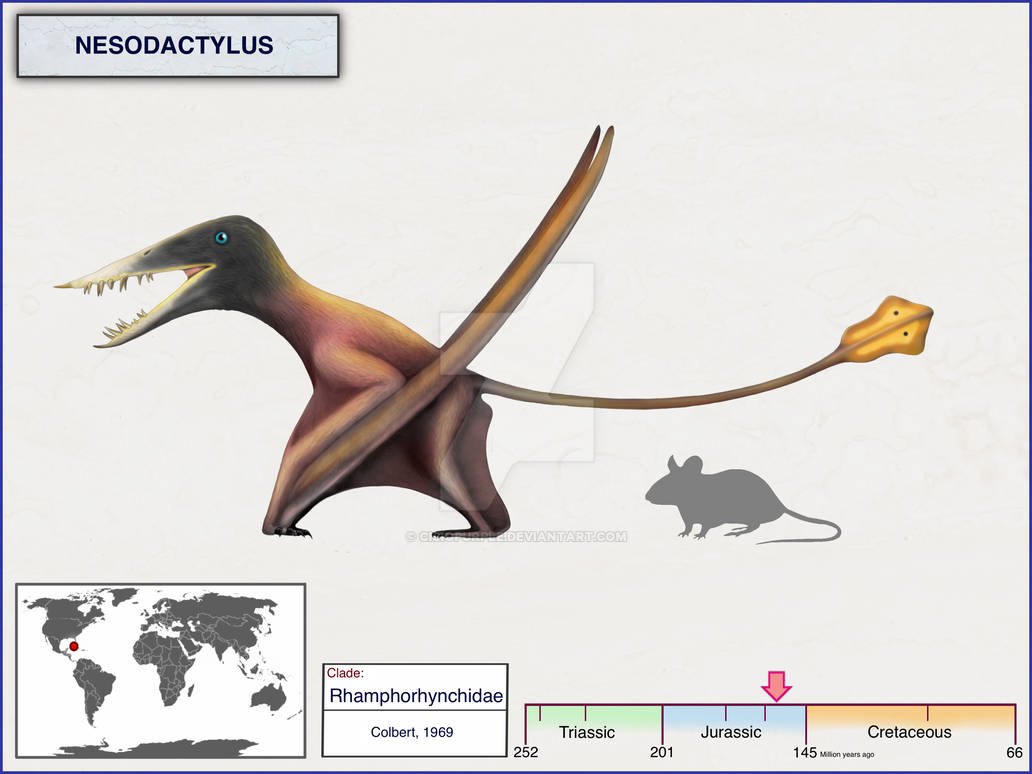 NESODACTYLUS
Clade:
Rhamphorhynchidae
Colbert, 1969
Triassic
Jurassic
Cretaceous
252
201
145 Million years ago
66